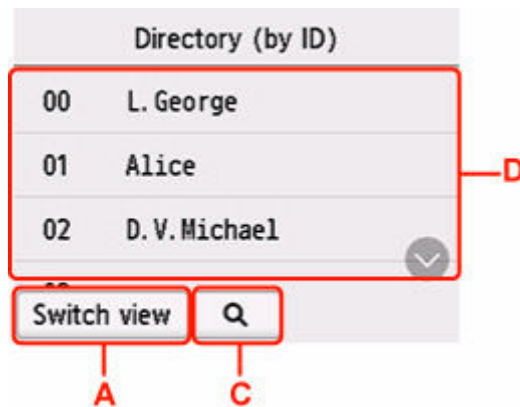 Directory (by ID)
00 L. George
01 Alice
D
02 D. V. Michael
Switch view
A
C